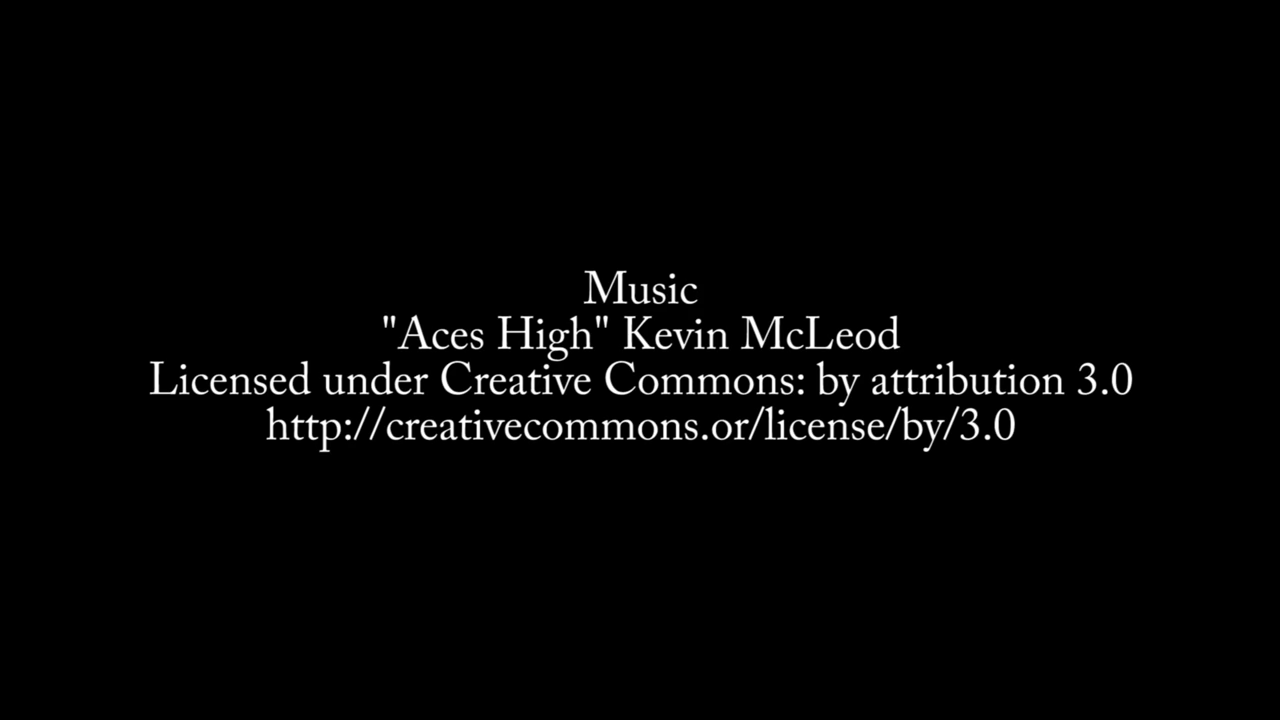 Music
"Aces High" Kevin McLeod
Licensed under Creative Commons: by attribution 3.0
http://creativecommons.or/license/by/3.0